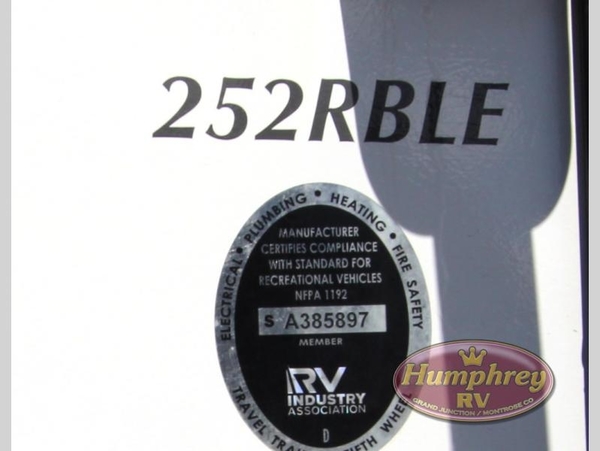 252RBLE
ELECTRICAL • PLUMBING • HEATING • FIRE SAFETY
MANUFACTURER
CERTIFIES COMPLIANCE
WITH STANDARD FOR
RECREATIONAL VEHICLES
NFPA 1192
S A385897
MEMBER
RV
INDUSTRY
ASSOCIATION
D
TRAVEL
Humphrey
RV
GRAND JUNCTION / MONTROSE CO